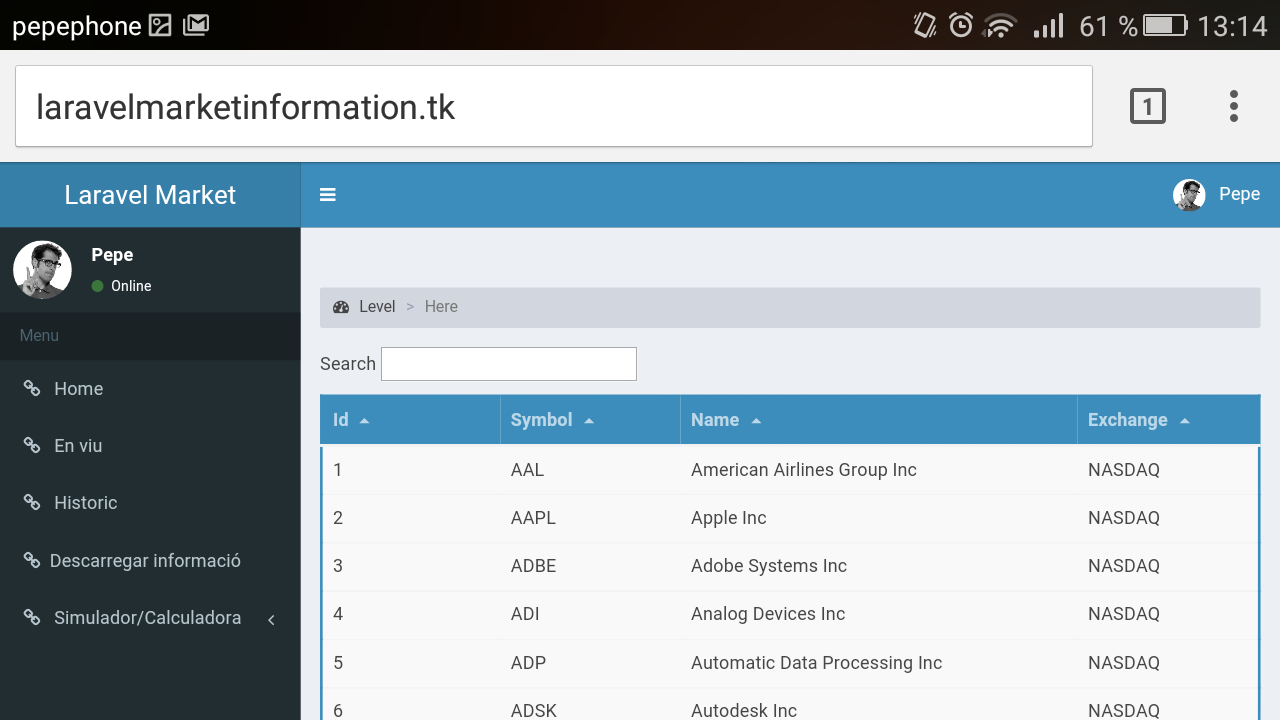 pepephone 61 % 13:14
laravelmarketinformation.tk 1
Laravel Market Pepe
Pepe
Online
Menu
Home
En viu
Historic
Descarregar informació
Simulador/Calculadora
Level > Here
Search
Id Symbol Name Exchange
1 AAL American Airlines Group Inc NASDAQ
2 AAPL Apple Inc NASDAQ
3 ADBE Adobe Systems Inc NASDAQ
4 ADI Analog Devices Inc NASDAQ
5 ADP Automatic Data Processing Inc NASDAQ
6 ADSK Autodesk Inc NASDAQ